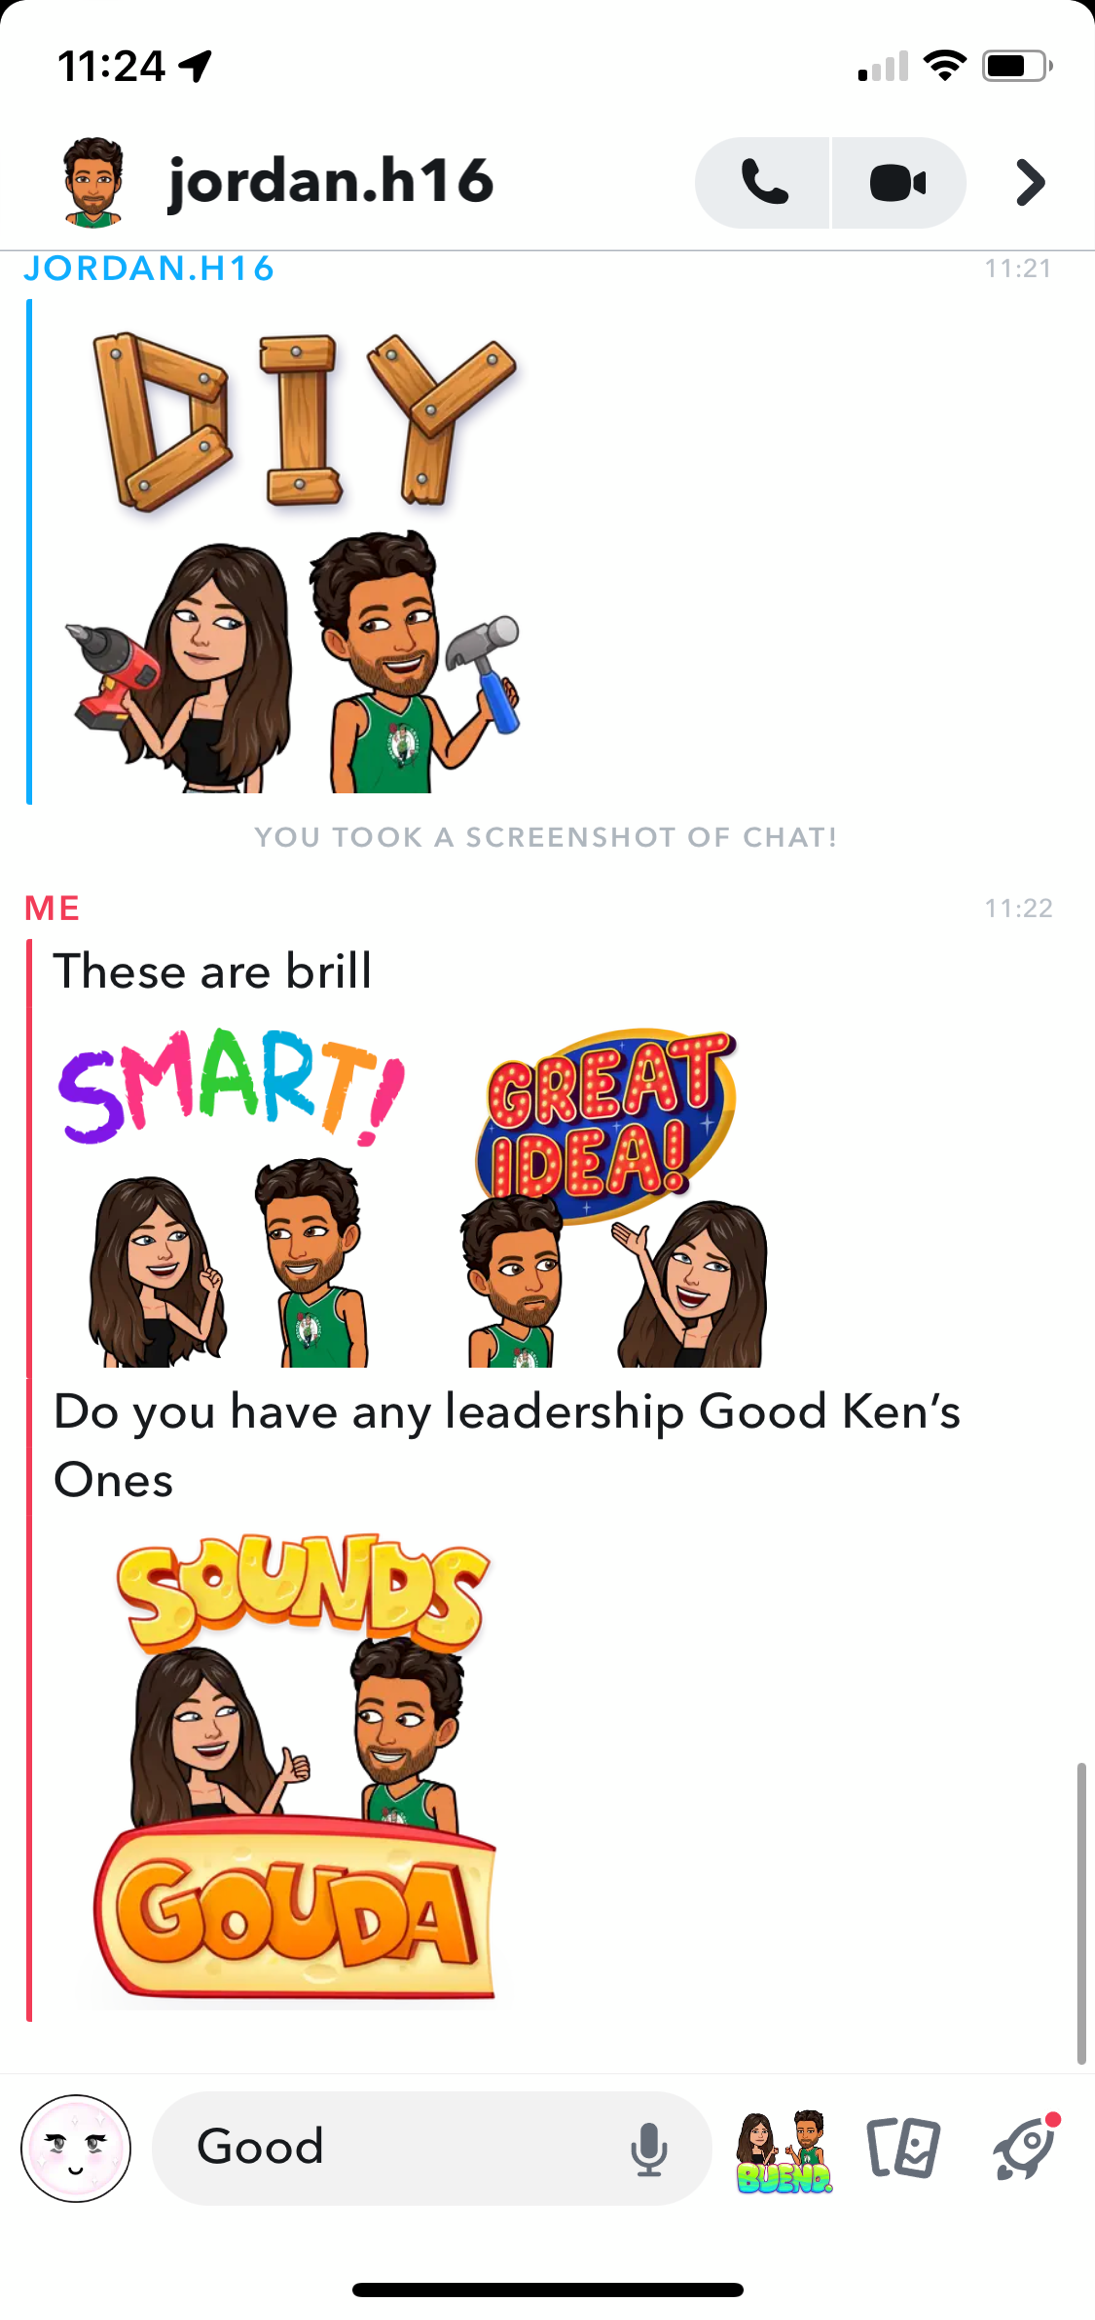 11:24
jordan.h16
JORDAN.H16 11:21
DIY
YOU TOOK A SCREENSHOT OF CHAT!
ME 11:22
These are brill
SMART!
GREAT
IDEA!
Do you have any leadership Good Ken’s
Ones
SOUNDS
GOUDA
Good
BUENO.